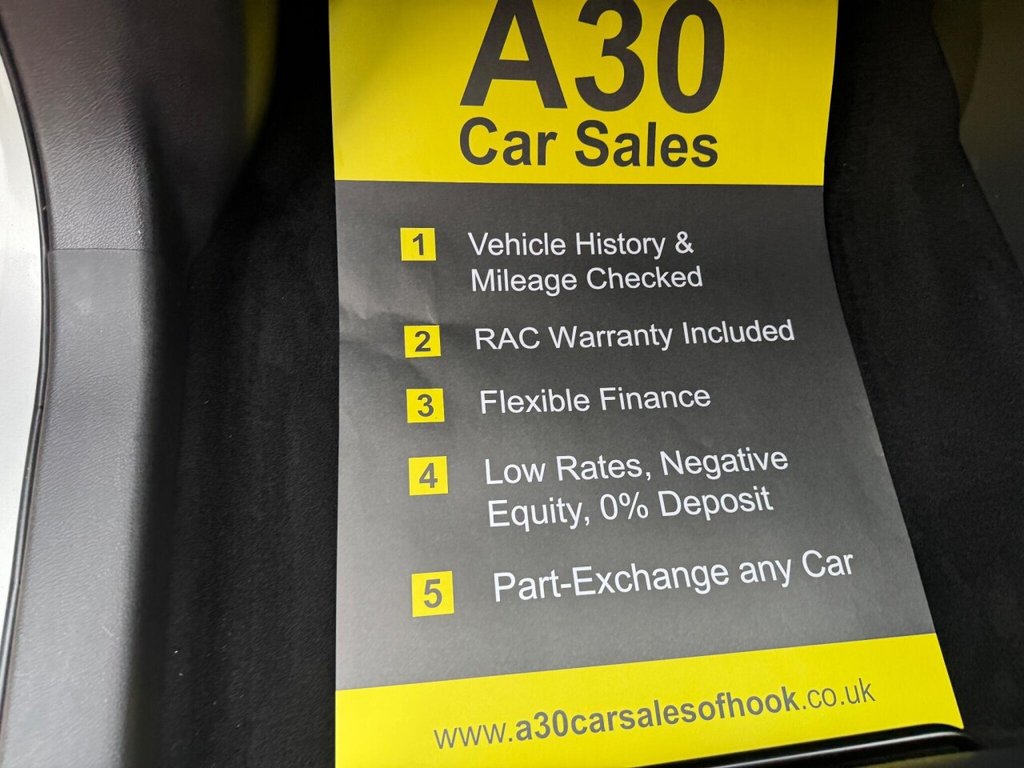 A30
Car Sales
1 Vehicle History &
Mileage Checked
2 RAC Warranty Included
3 Flexible Finance
4 Low Rates, Negative
Equity, 0% Deposit
5 Part-Exchange any Car
www.a30carsalesofhook.co.uk